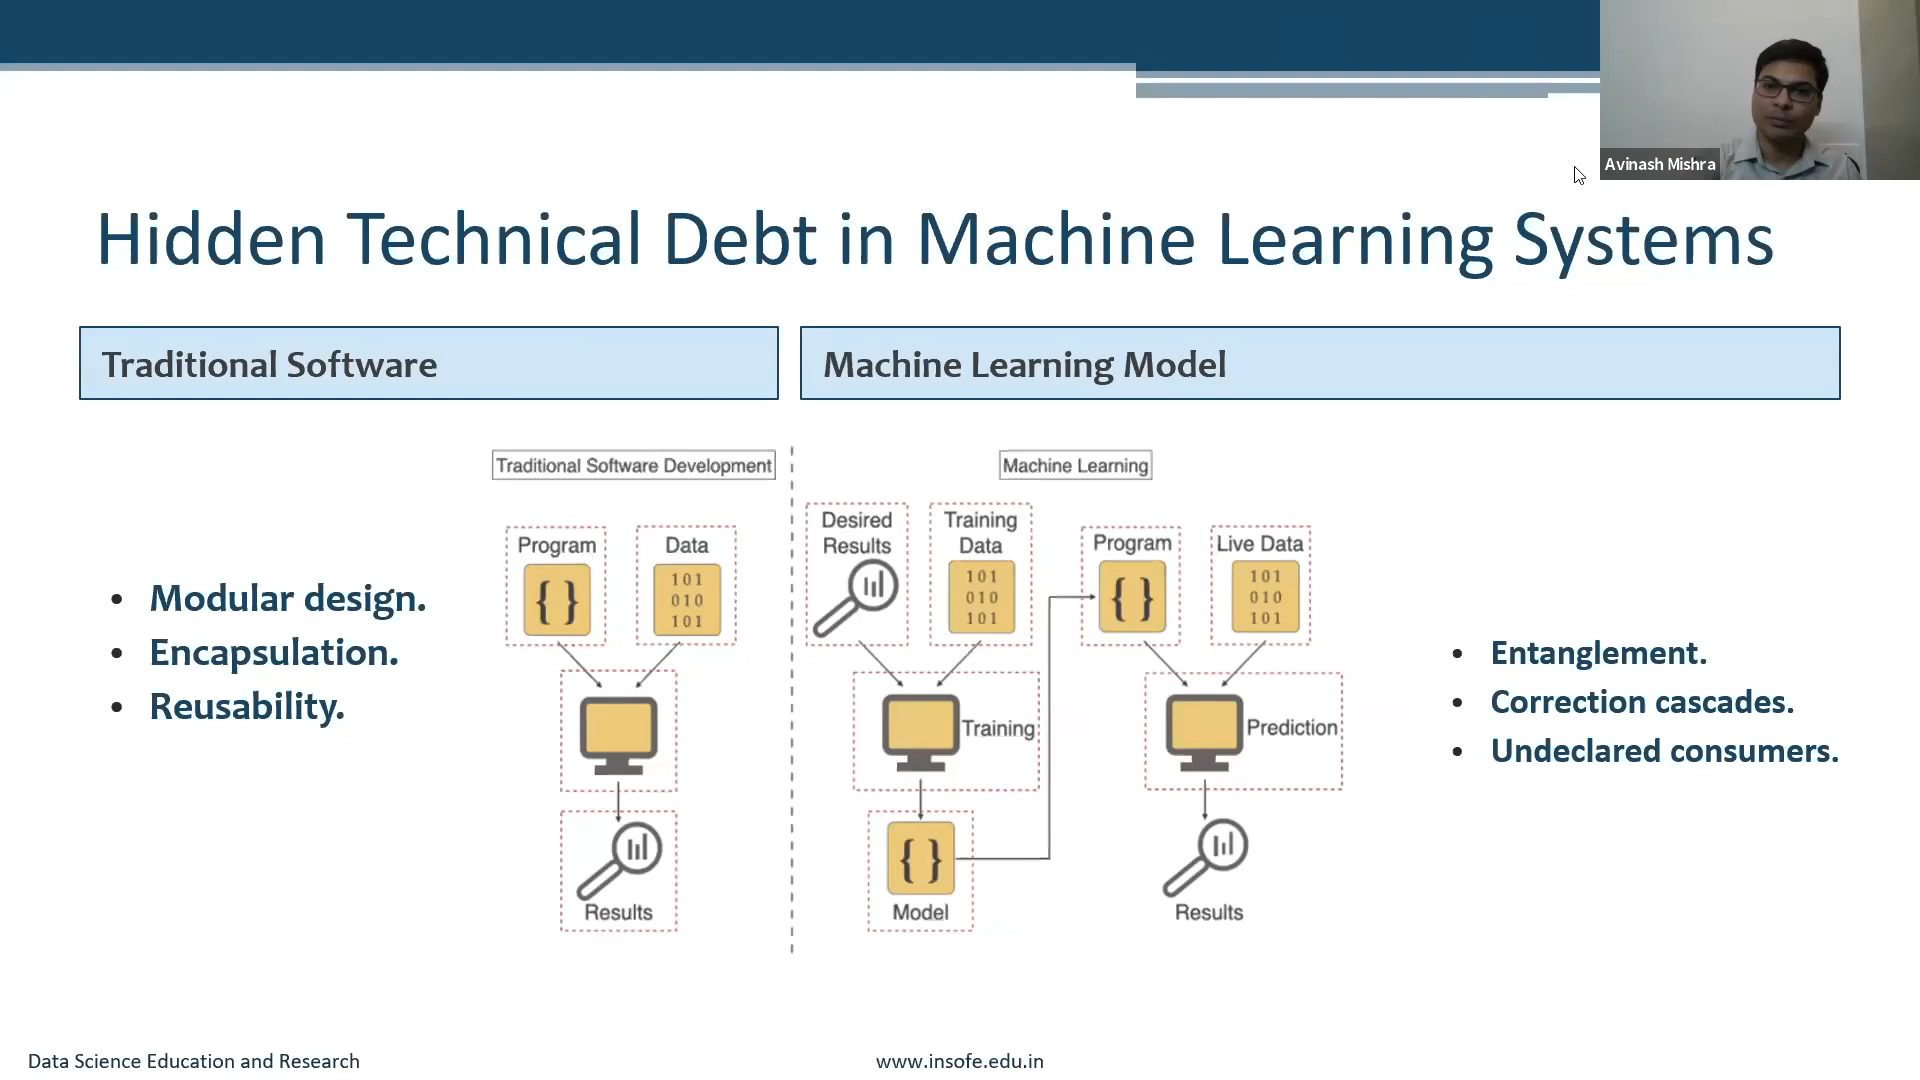 Avinash Mishra
Hidden Technical Debt in Machine Learning Systems
Traditional Software
Machine Learning Model
• Modular design.
• Encapsulation.
• Reusability.
Traditional Software Development
Program
{ }
Data
101
010
101
Results
Machine Learning
Desired
Results
Training
Data
101
010
101
Training
{ }
Model
Program
{ }
Live Data
101
010
101
Prediction
Results
• Entanglement.
• Correction cascades.
• Undeclared consumers.
Data Science Education and Research
www.insofe.edu.in